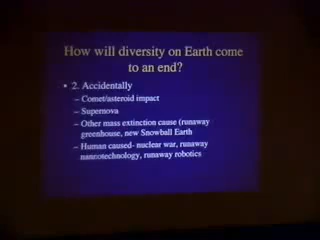 How will diversity on Earth come
to an end?
• 2. Accidentally
– Comet/asteroid impact
– Supernova
– Other mass extinction cause (runaway
greenhouse, new Snowball Earth
– Human caused- nuclear war, runaway
nannotechnology, runaway robotics